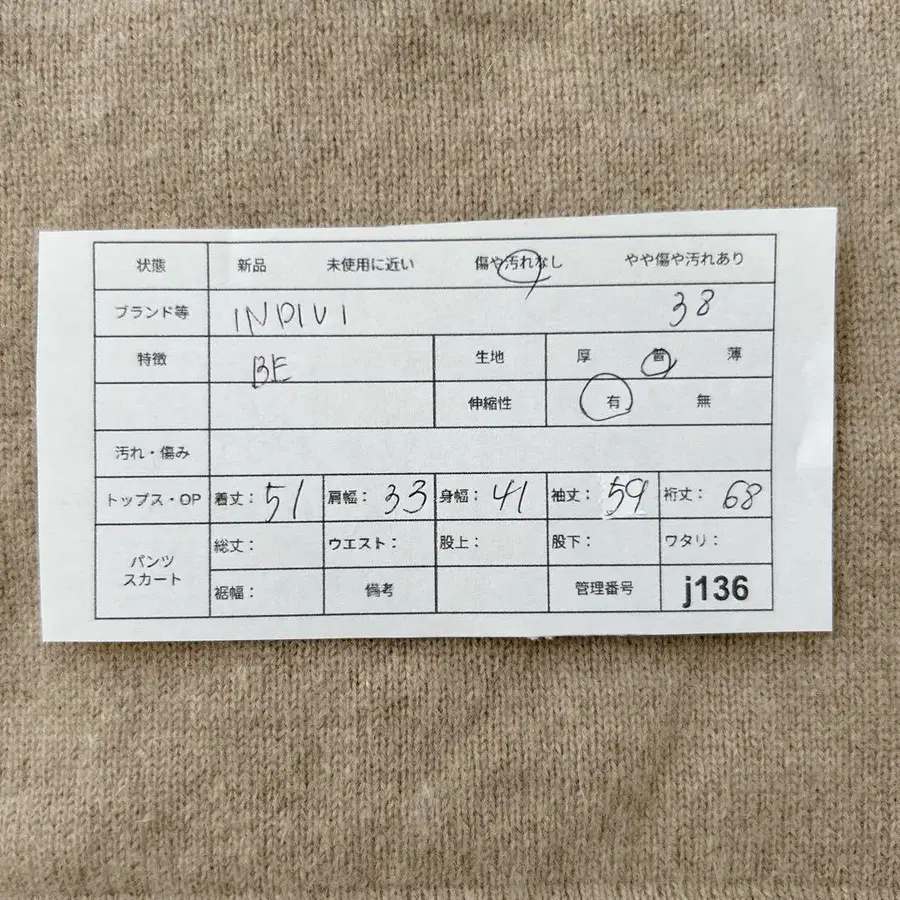 状態 新品 未使用に近い 傷や汚れなし やや傷や汚れあり
ブランド等 INDIVI 38
特徴 BE 生地 厚 普 薄
伸縮性 有 無
汚れ・傷み
トップス・OP 着丈: 51 肩幅: 33 身幅: 41 袖丈: 59 裄丈: 68
パンツ スカート 総丈: ウエスト: 股上: 股下: ワタリ:
裾幅: 備考 管理番号 j136